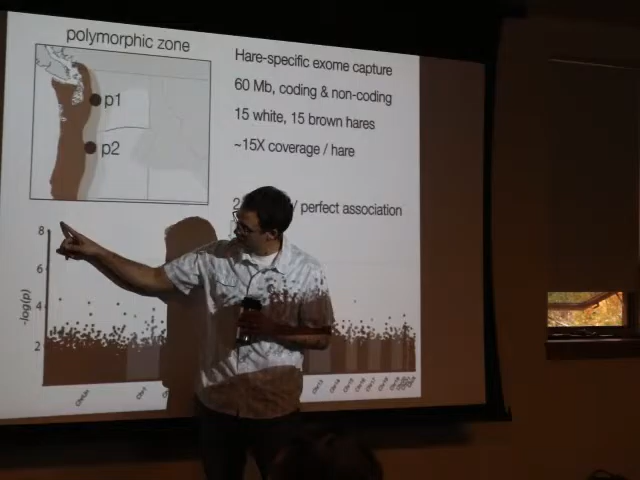 polymorphic zone
p1
p2
Hare-specific exome capture
60 Mb, coding & non-coding
15 white, 15 brown hares
~15X coverage / hare
/ perfect association
8
6
4
2
-log(p)